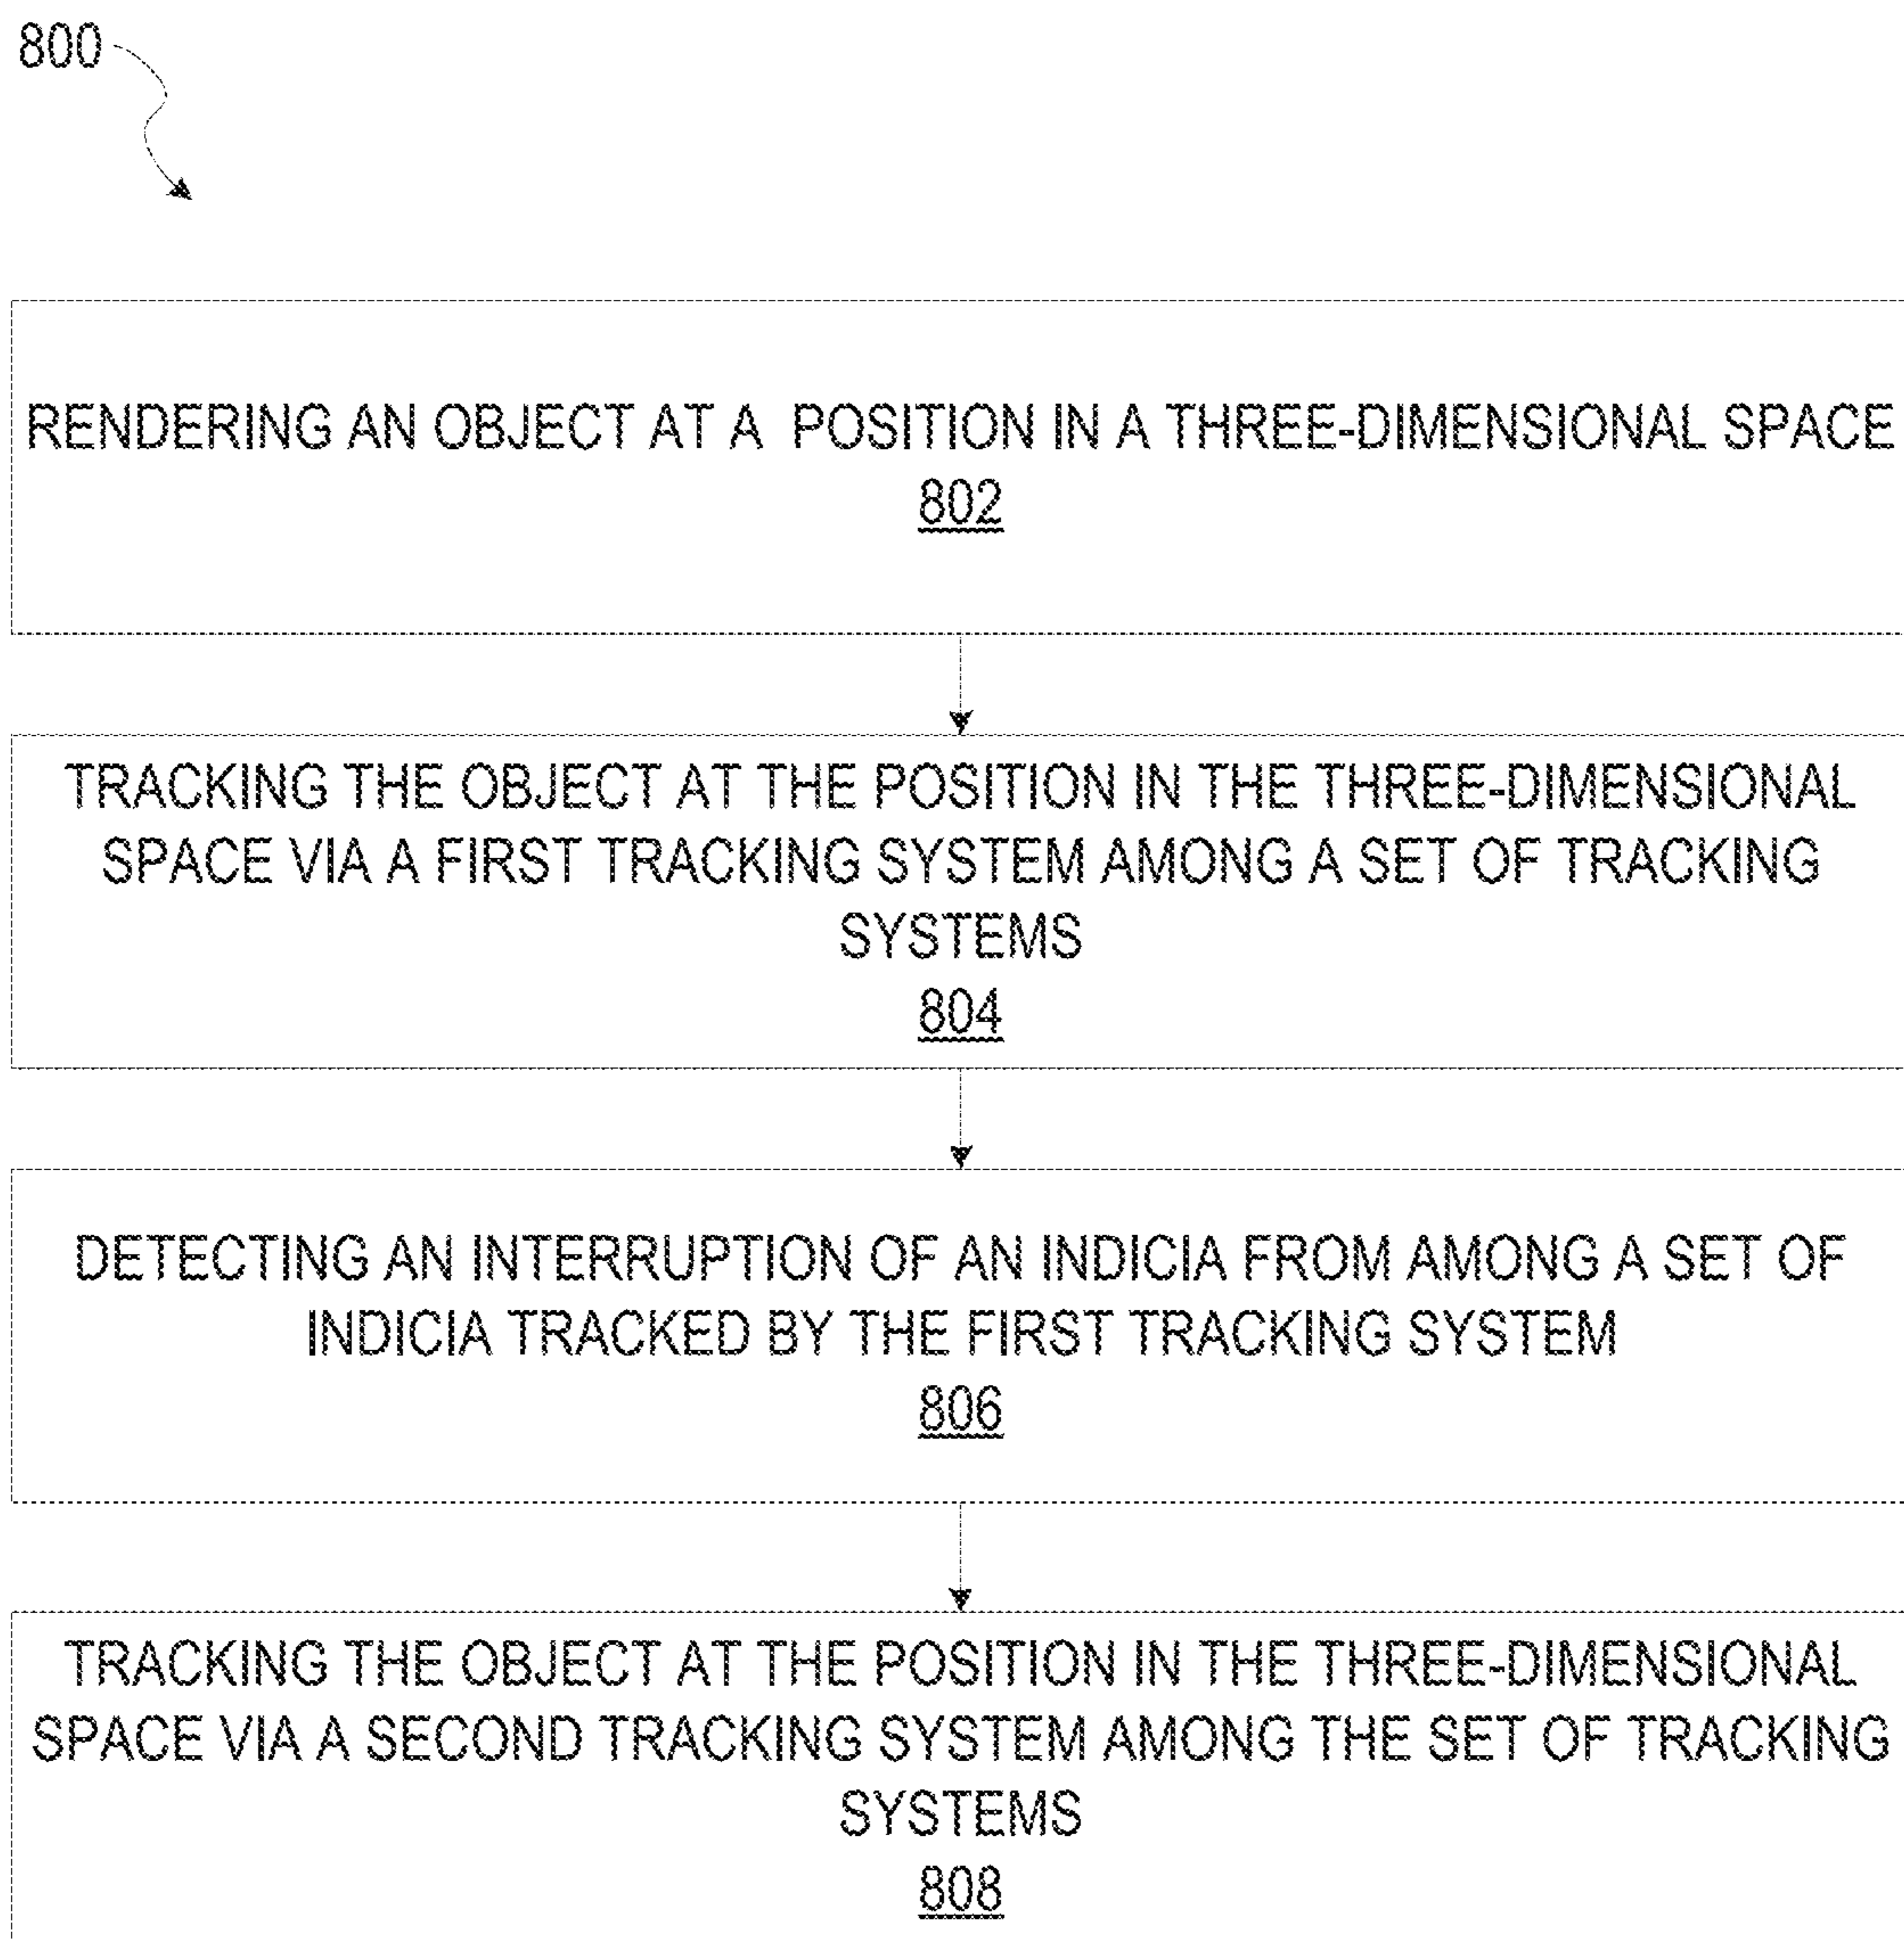 800
RENDERING AN OBJECT AT A POSITION IN A THREE-DIMENSIONAL SPACE
802
TRACKING THE OBJECT AT THE POSITION IN THE THREE-DIMENSIONAL
SPACE VIA A FIRST TRACKING SYSTEM AMONG A SET OF TRACKING
SYSTEMS
804
DETECTING AN INTERRUPTION OF AN INDICIA FROM AMONG A SET OF
INDICIA TRACKED BY THE FIRST TRACKING SYSTEM
806
TRACKING THE OBJECT AT THE POSITION IN THE THREE-DIMENSIONAL
SPACE VIA A SECOND TRACKING SYSTEM AMONG THE SET OF TRACKING
SYSTEMS
808